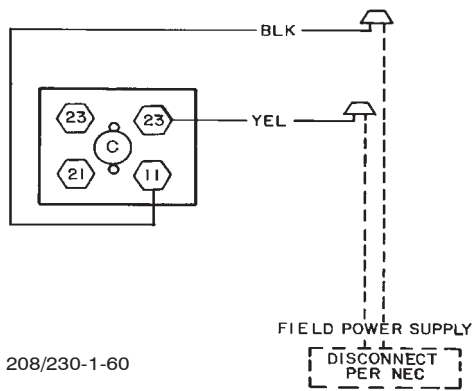 BLK
23
23
YEL
C
21
11
FIELD POWER SUPPLY
208/230-1-60
DISCONNECT
PER NEC